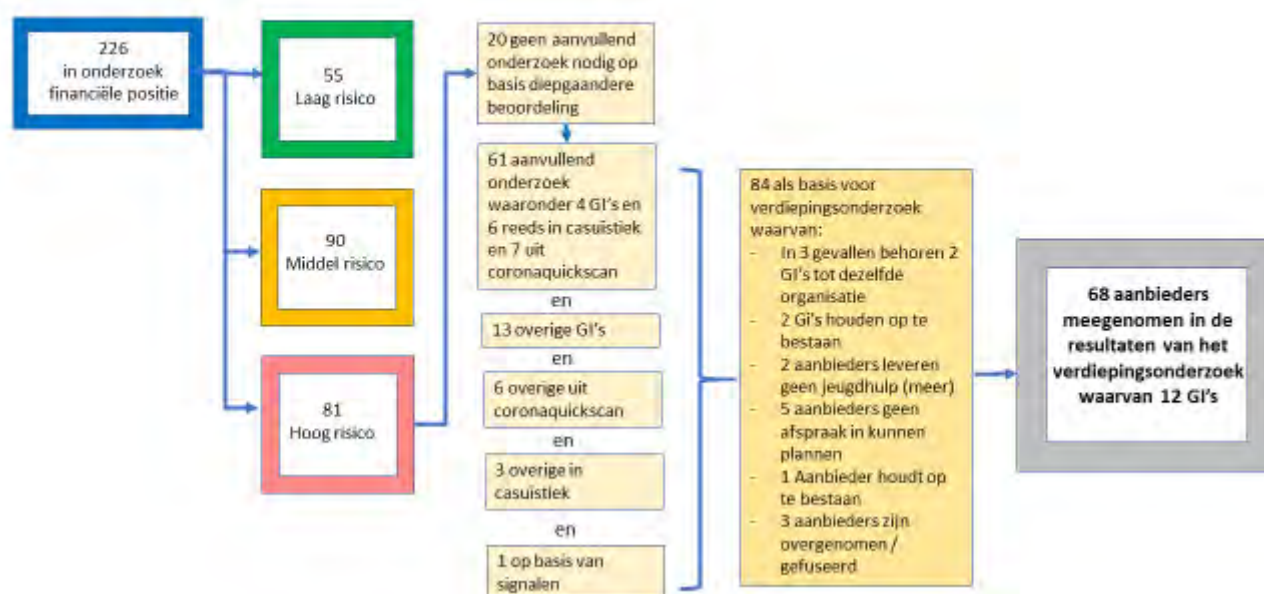 226
in onderzoek
financiële positie
55
Laag risico
90
Middel risico
81
Hoog risico
20 geen aanvullend
onderzoek nodig op
basis diepgaandere
beoordeling
61 aanvullend
onderzoek
waaronder 4 GI's en
6 reeds in casuïstiek
en 7 uit
coronaquickscan
en
13 overige GI's
en
6 overige uit
coronaquickscan
en
3 overige in
casuïstiek
en
1 op basis van
signalen
84 als basis voor
verdiepingsonderzoek
waarvan:
- In 3 gevallen behoren 2
GI's tot dezelfde
organisatie
- 2 Gi's houden op te
bestaan
- 2 aanbieders leveren
geen jeugdhulp (meer)
- 5 aanbieders geen
afspraak in kunnen
plannen
- 1 Aanbieder houdt op
te bestaan
- 3 aanbieders zijn
overgenomen /
gefuseerd
68 aanbieders
meegenomen in de
resultaten van het
verdiepingsonderzoek
waarvan 12 GI's